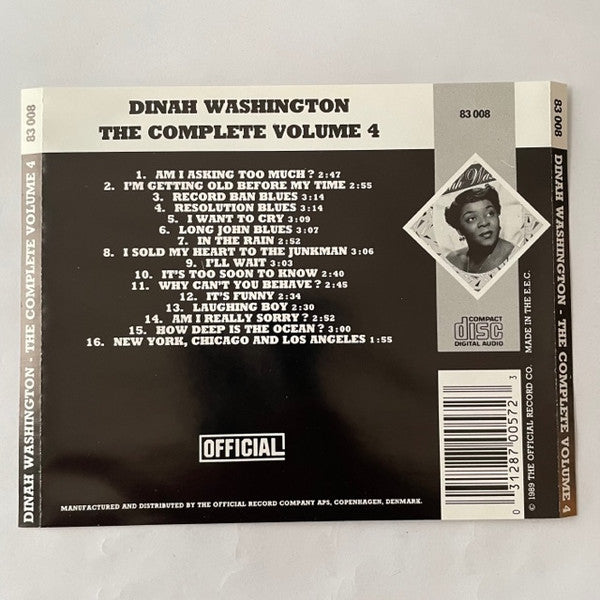 DINAH WASHINGTON
THE COMPLETE VOLUME 4
1. AM I ASKING TOO MUCH? 2:47
2. I'M GETTING OLD BEFORE MY TIME 2:55
3. RECORD BAN BLUES 3:14
4. RESOLUTION BLUES 3:14
5. I WANT TO CRY 3:09
6. LONG JOHN BLUES 3:07
7. IN THE RAIN 2:52
8. I SOLD MY HEART TO THE JUNKMAN 3:06
9. I'LL WAIT 3:03
10. IT'S TOO SOON TO KNOW 2:40
11. WHY CAN'T YOU BEHAVE? 2:45
12. IT'S FUNNY 2:34
13. LAUGHING BOY 2:30
14. AM I REALLY SORRY? 2:52
15. HOW DEEP IS THE OCEAN? 3:00
16. NEW YORK, CHICAGO AND LOS ANGELES 1:55
OFFICIAL
MANUFACTURED AND DISTRIBUTED BY THE OFFICIAL RECORD COMPANY APS, COPENHAGEN, DENMARK.
83 008
COMPACT
disc
DIGITAL AUDIO
0 31287 00572 3
© 1989 THE OFFICIAL RECORD CO. MADE IN THE E.E.C.
DINAH WASHINGTON - THE COMPLETE VOLUME 4 83 008
83 008 DINAH WASHINGTON - THE COMPLETE VOLUME 4